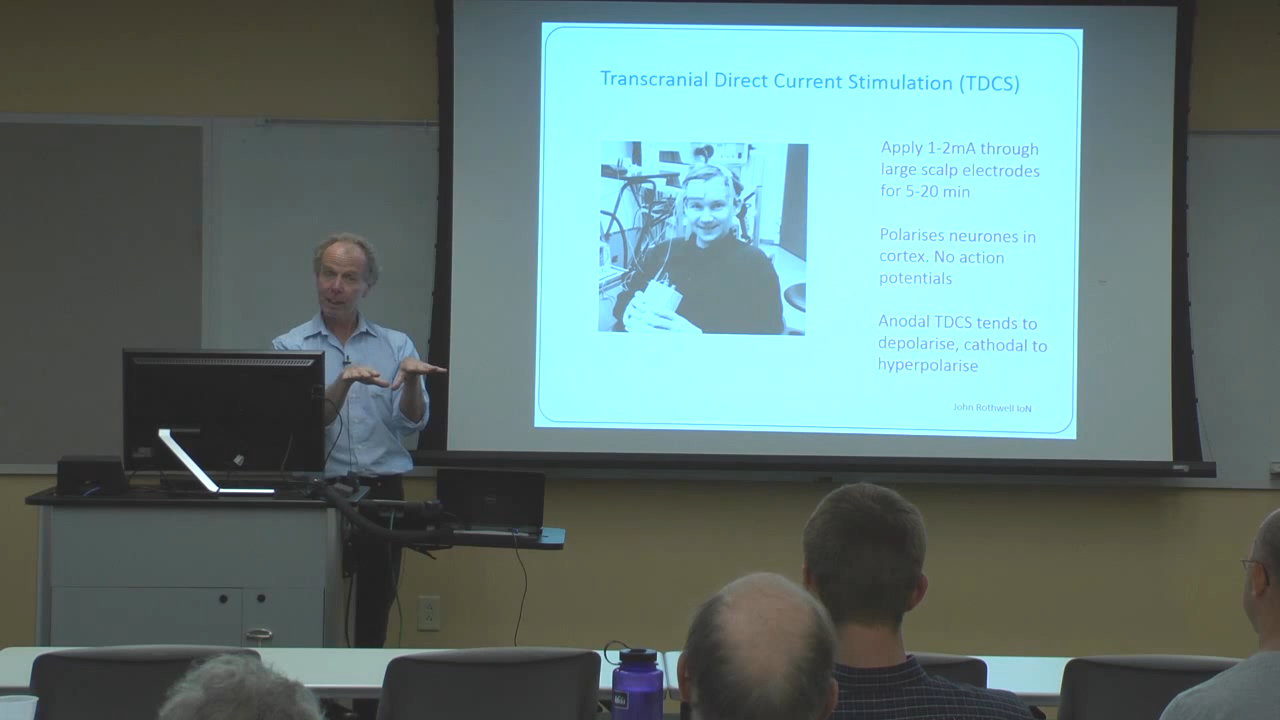 Transcranial Direct Current Stimulation (TDCS)
Apply 1-2mA through
large scalp electrodes
for 5-20 min
Polarises neurones in
cortex. No action
potentials
Anodal TDCS tends to
depolarise, cathodal to
hyperpolarise
John Rothwell IoN